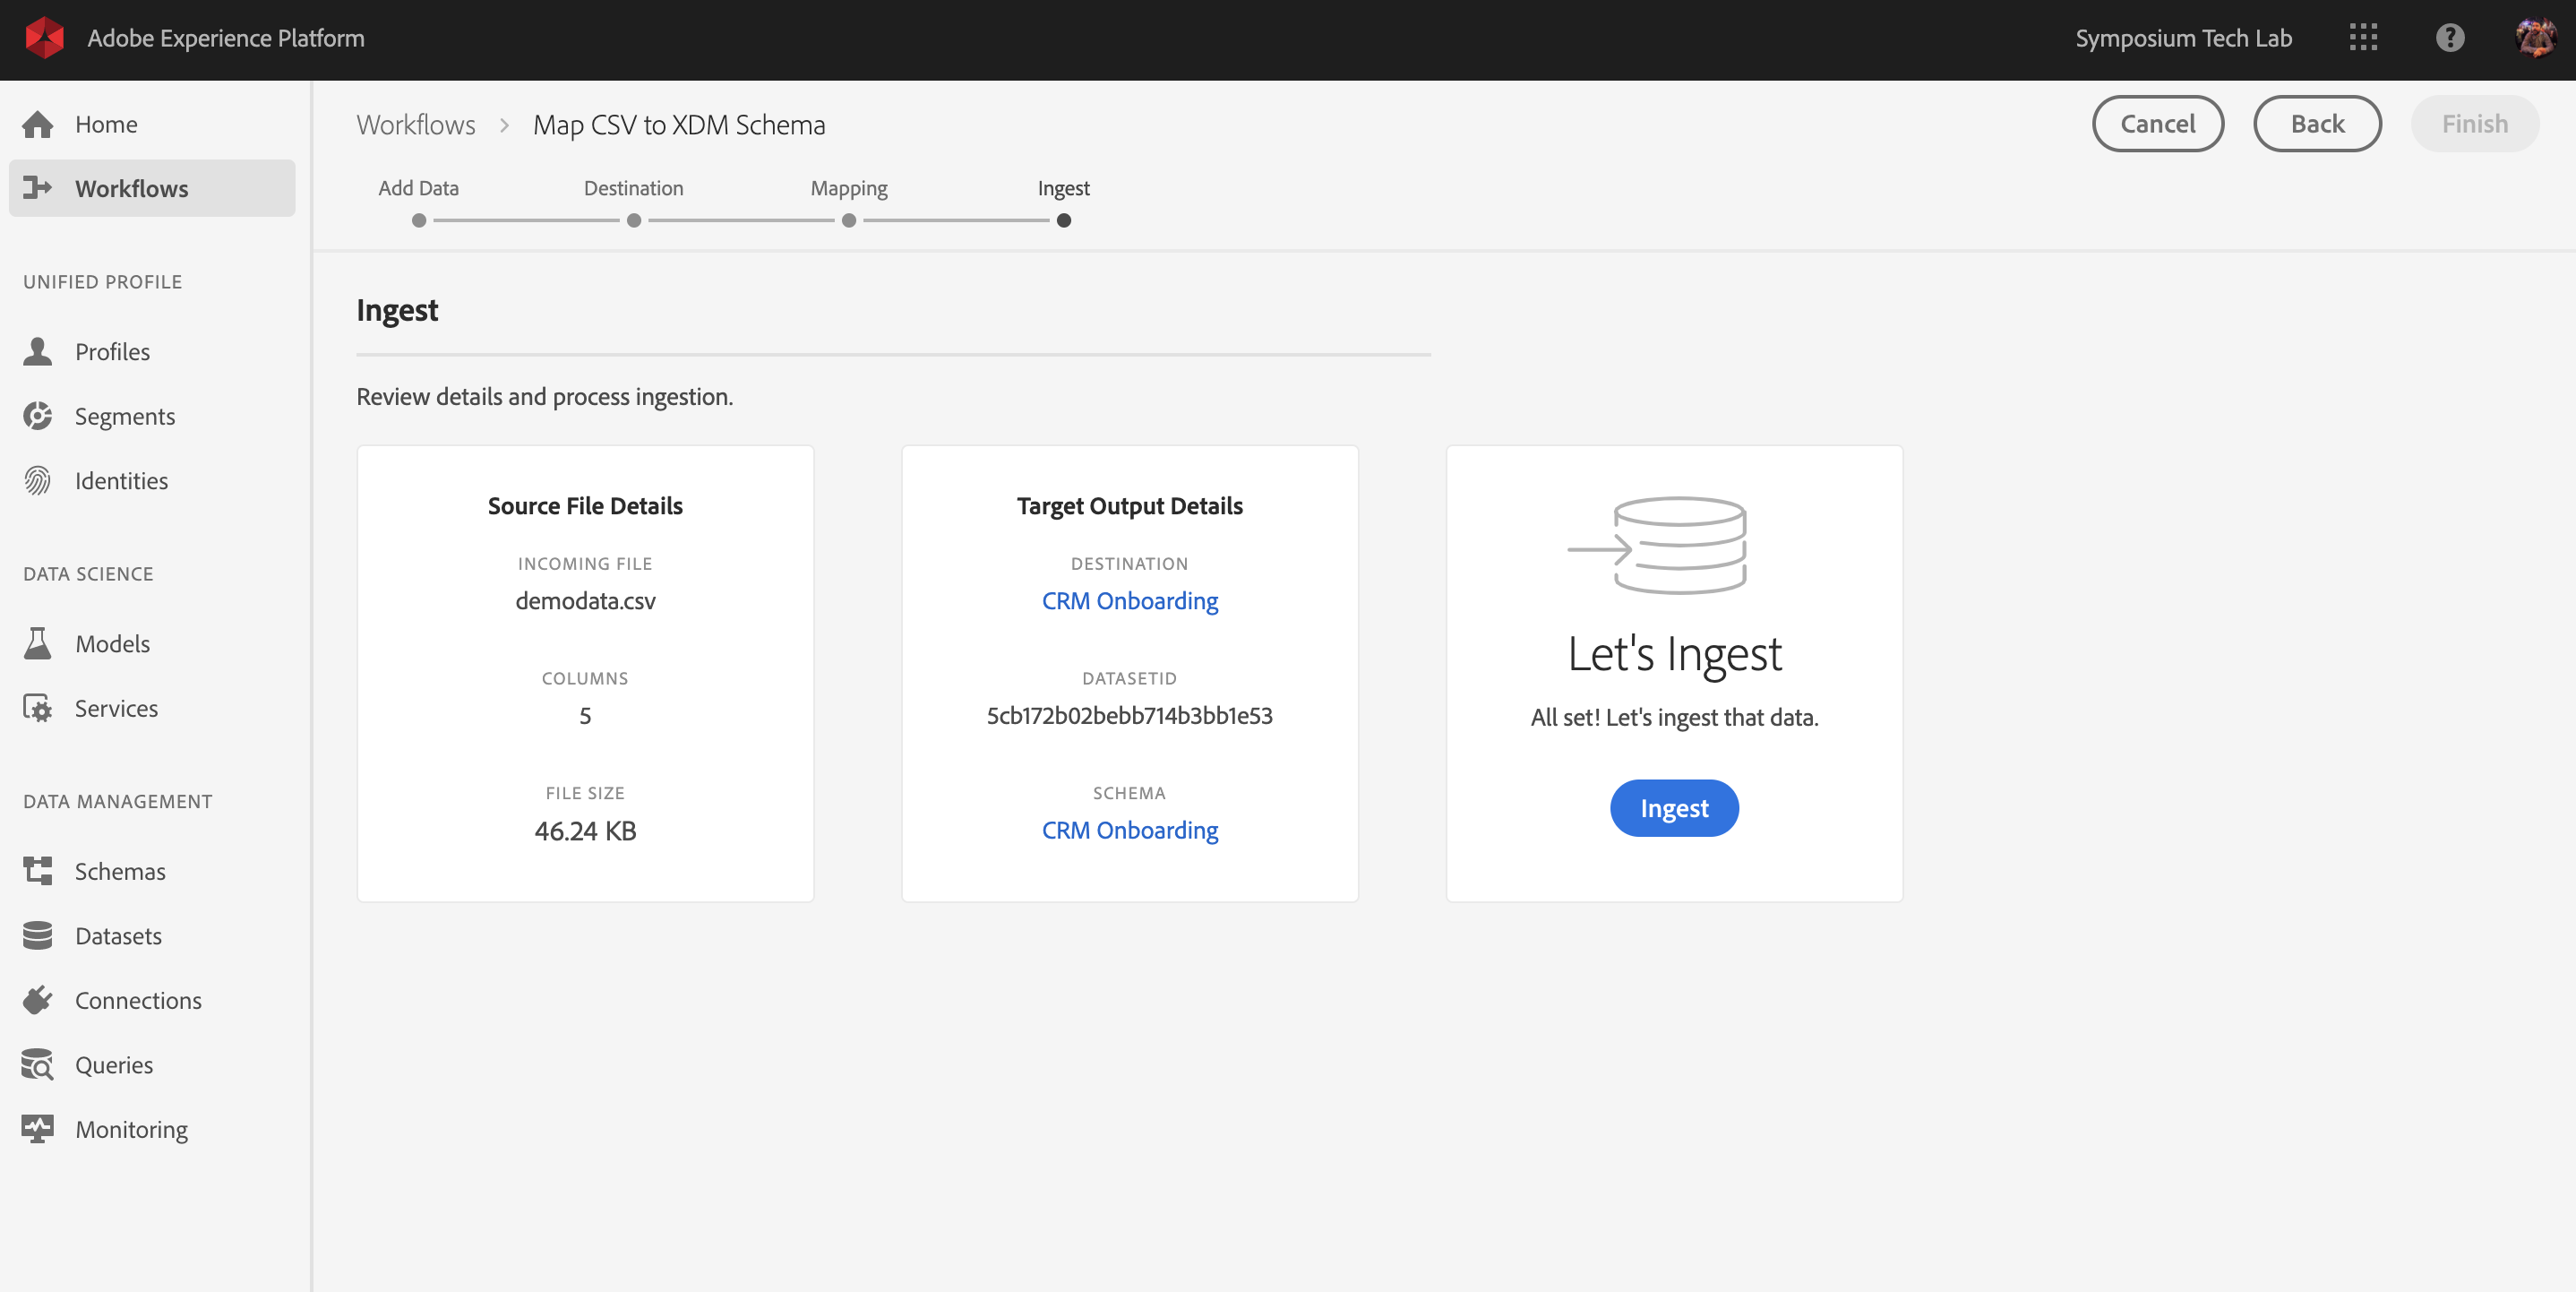 Adobe Experience Platform
Symposium Tech Lab
Home
Workflows
UNIFIED PROFILE
Profiles
Segments
Identities
DATA SCIENCE
Models
Services
DATA MANAGEMENT
Schemas
Datasets
Connections
Queries
Monitoring
Workflows > Map CSV to XDM Schema
Cancel
Back
Finish
Add Data
Destination
Mapping
Ingest
Ingest
Review details and process ingestion.
Source File Details
INCOMING FILE
demodata.csv
COLUMNS
5
FILE SIZE
46.24 KB
Target Output Details
DESTINATION
CRM Onboarding
DATASETID
5cb172b02bebb714b3bb1e53
SCHEMA
CRM Onboarding
Let's Ingest
All set! Let's ingest that data.
Ingest